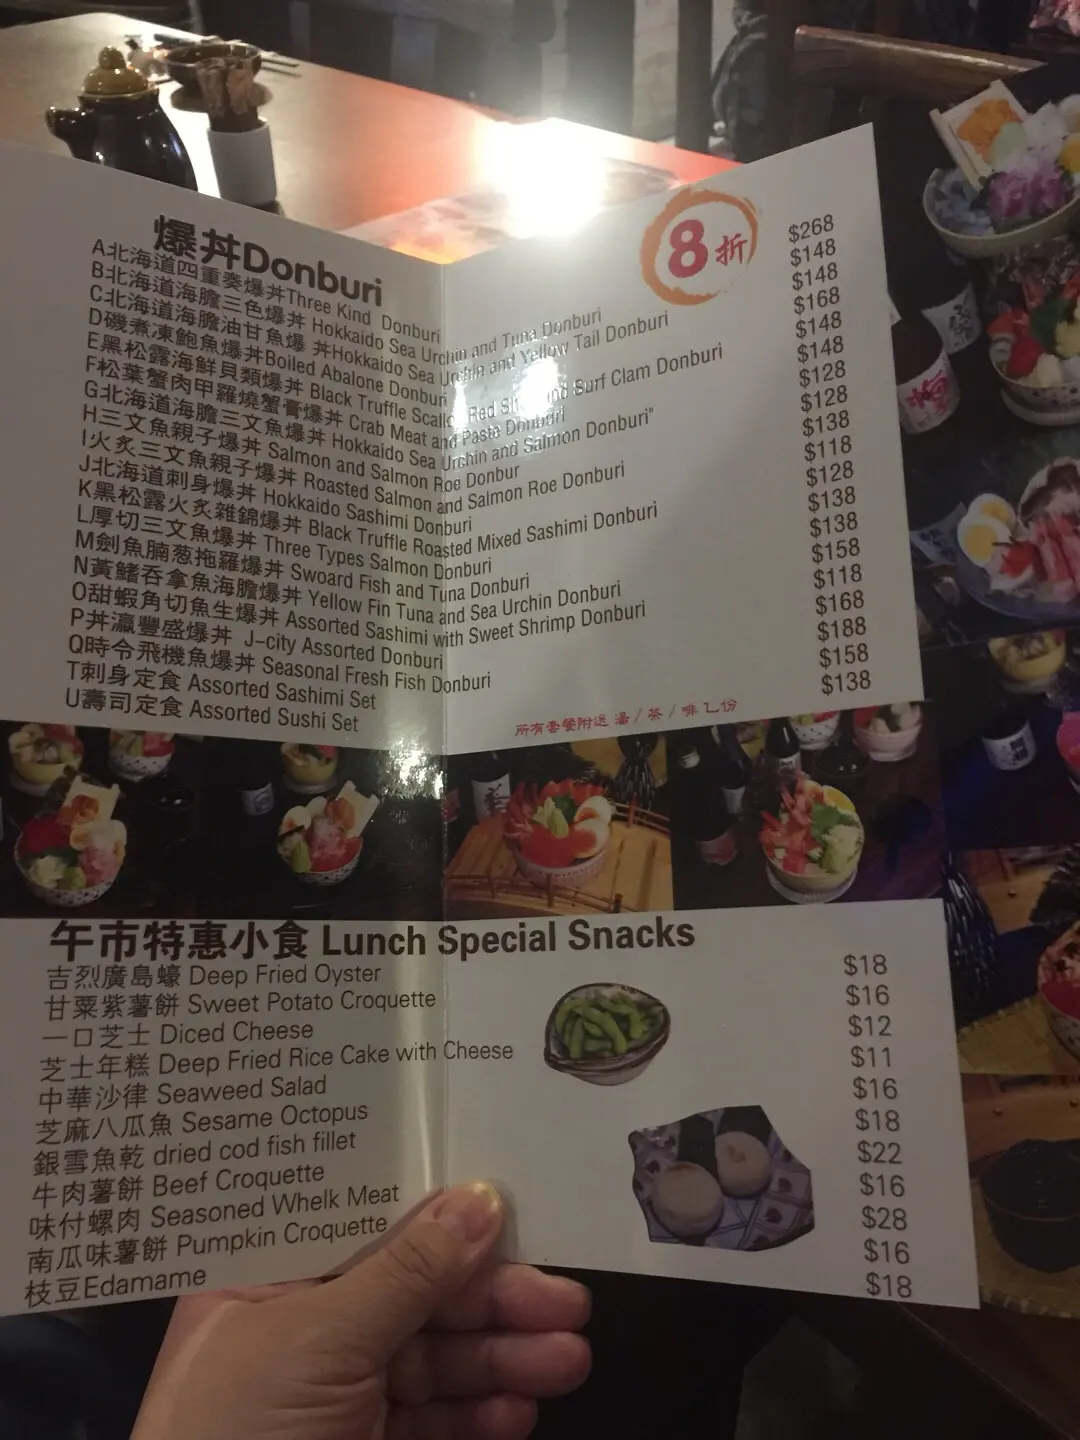 爆丼Donburi
8折
A北海道四重奏爆丼Three Kind Donburi $268
B北海道海膽三色爆丼 Hokkaido Sea Urchin and Tuna Donburi $148
C北海道海膽油甘魚爆 丼Hokkaido Sea Urchin and Yellow Tail Donburi $148
D磯煮凍鮑魚爆丼Boiled Abalone Donburi $168
E黑松露海鮮貝類爆丼 Black Truffle Scallo Red Sh and Surf Clam Donburi $148
F松葉蟹肉甲羅燒蟹膏爆丼 Crab Meat and Paste Donburi $148
G北海道海膽三文魚爆丼 Hokkaido Sea Urchin and Salmon Donburi" $128
H三文魚親子爆丼 Salmon and Salmon Roe Donbur $128
I火炙三文魚親子爆丼 Roasted Salmon and Salmon Roe Donburi $138
J北海道刺身爆丼 Hokkaido Sashimi Donburi $118
K黑松露火炙雜錦爆丼 Black Truffle Roasted Mixed Sashimi Donburi $128
L厚切三文魚爆丼 Three Types Salmon Donburi $138
M劍魚腩葱拖羅爆丼 Swoard Fish and Tuna Donburi $138
N黃鰭吞拿魚海膽爆丼 Yellow Fin Tuna and Sea Urchin Donburi $158
O甜蝦角切魚生爆丼 Assorted Sashimi with Sweet Shrimp Donburi $118
P丼瀛豐盛爆丼 J-city Assorted Donburi $168
Q時令飛機魚爆丼 Seasonal Fresh Fish Donburi $188
T刺身定食 Assorted Sashimi Set $158
U壽司定食 Assorted Sushi Set $138
所有套餐附送 湯/茶/啡乙份
午市特惠小食 Lunch Special Snacks
吉烈廣島蠔 Deep Fried Oyster $18
甘粟紫薯餅 Sweet Potato Croquette $16
一口芝士 Diced Cheese $12
芝士年糕 Deep Fried Rice Cake with Cheese $11
中華沙律 Seaweed Salad $16
芝麻八瓜魚 Sesame Octopus $18
銀雪魚乾 dried cod fish fillet $22
牛肉薯餅 Beef Croquette $16
味付螺肉 Seasoned Whelk Meat $28
南瓜味薯餅 Pumpkin Croquette $16
枝豆Edamame $18